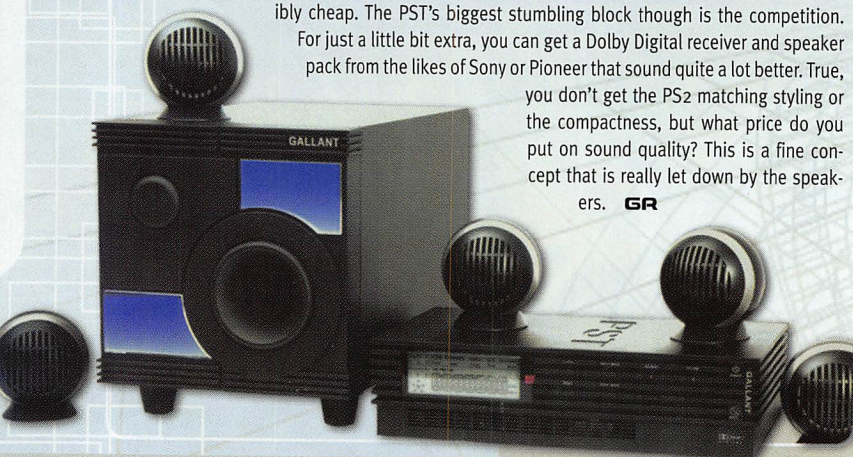 ibly cheap. The PST's biggest stumbling block though is the competition.
For just a little bit extra, you can get a Dolby Digital receiver and speaker
pack from the likes of Sony or Pioneer that sound quite a lot better. True,
you don't get the PS2 matching styling or
the compactness, but what price do you
put on sound quality? This is a fine con-
cept that is really let down by the speak-
ers. GR
GALLANT
PST
GALLANT